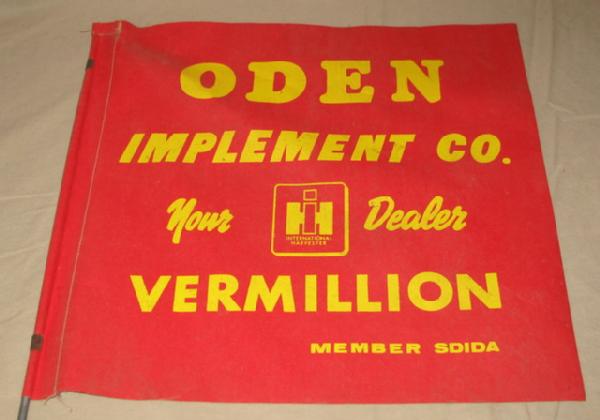 ODEN
IMPLEMENT CO.
Your IH Dealer
INTERNATIONAL
HARVESTER
VERMILLION
MEMBER SDIDA